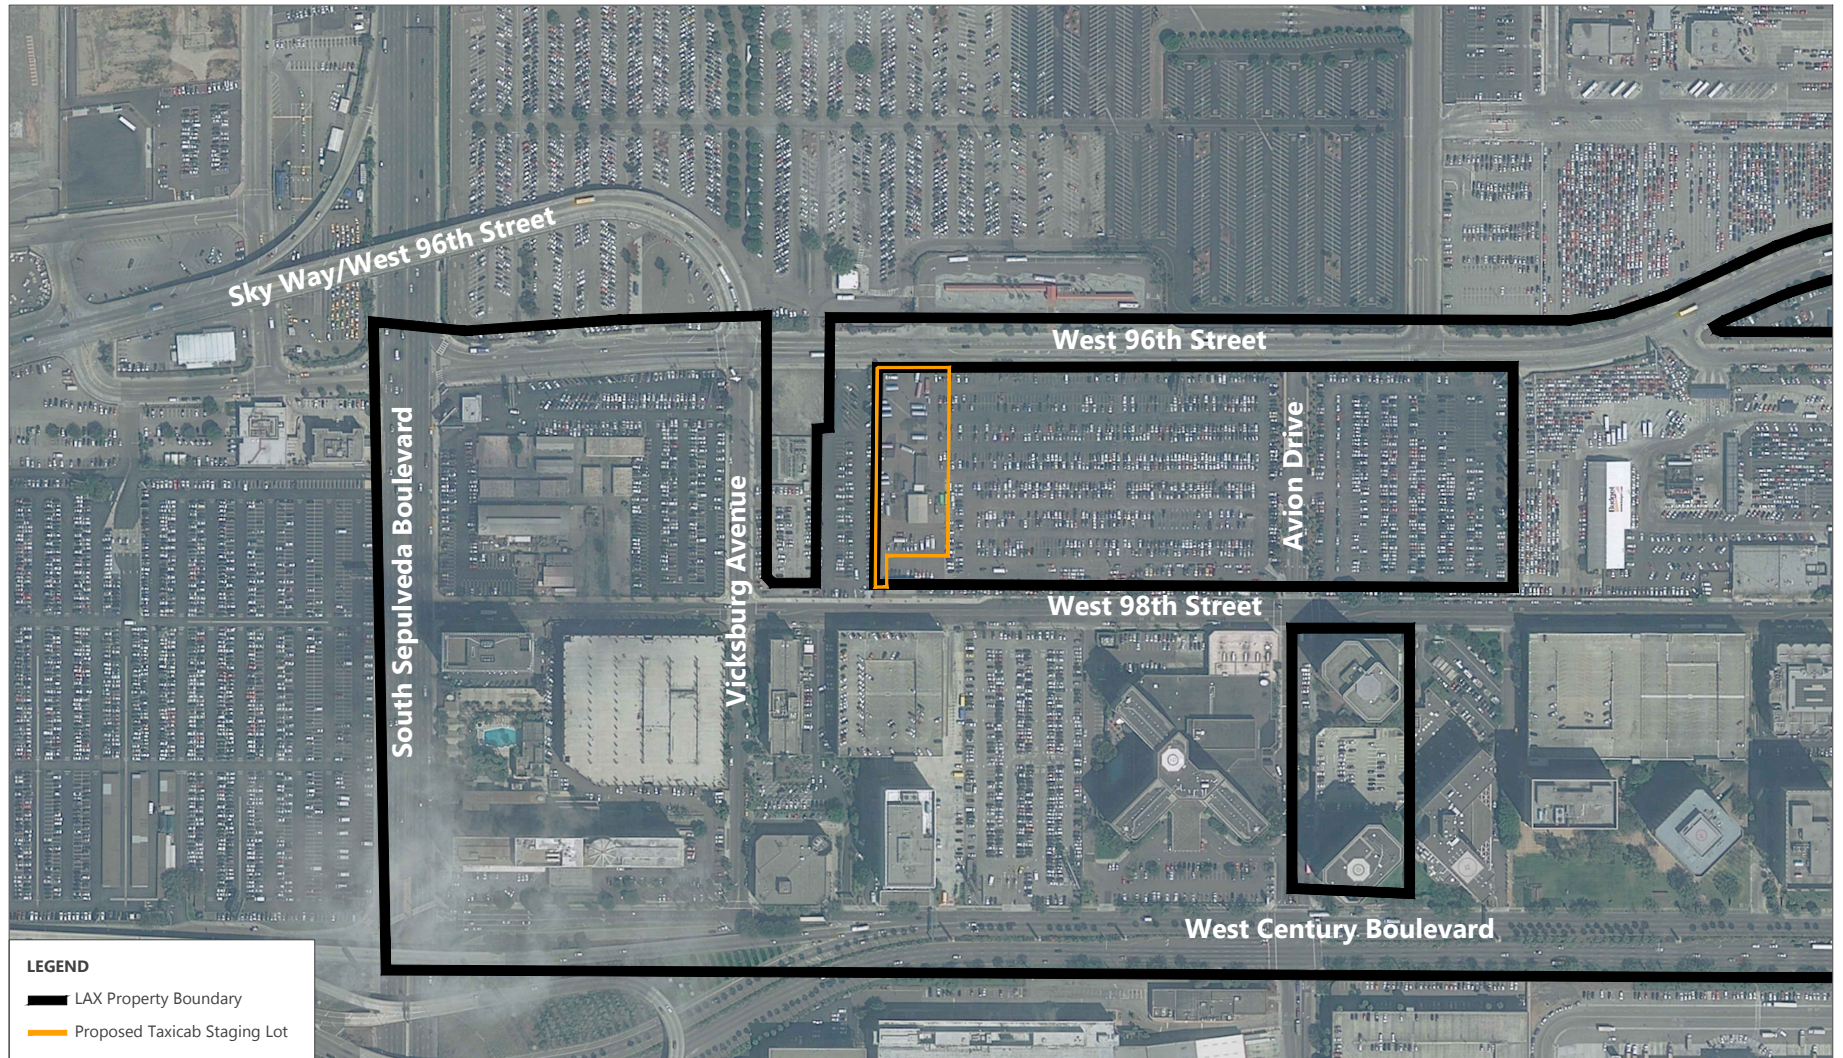 Sky Way/West 96th Street
West 96th Street
South Sepulveda Boulevard
Vicksburg Avenue
Avion Drive
Budget
West 98th Street
West Century Boulevard
LEGEND
LAX Property Boundary
Proposed Taxicab Staging Lot